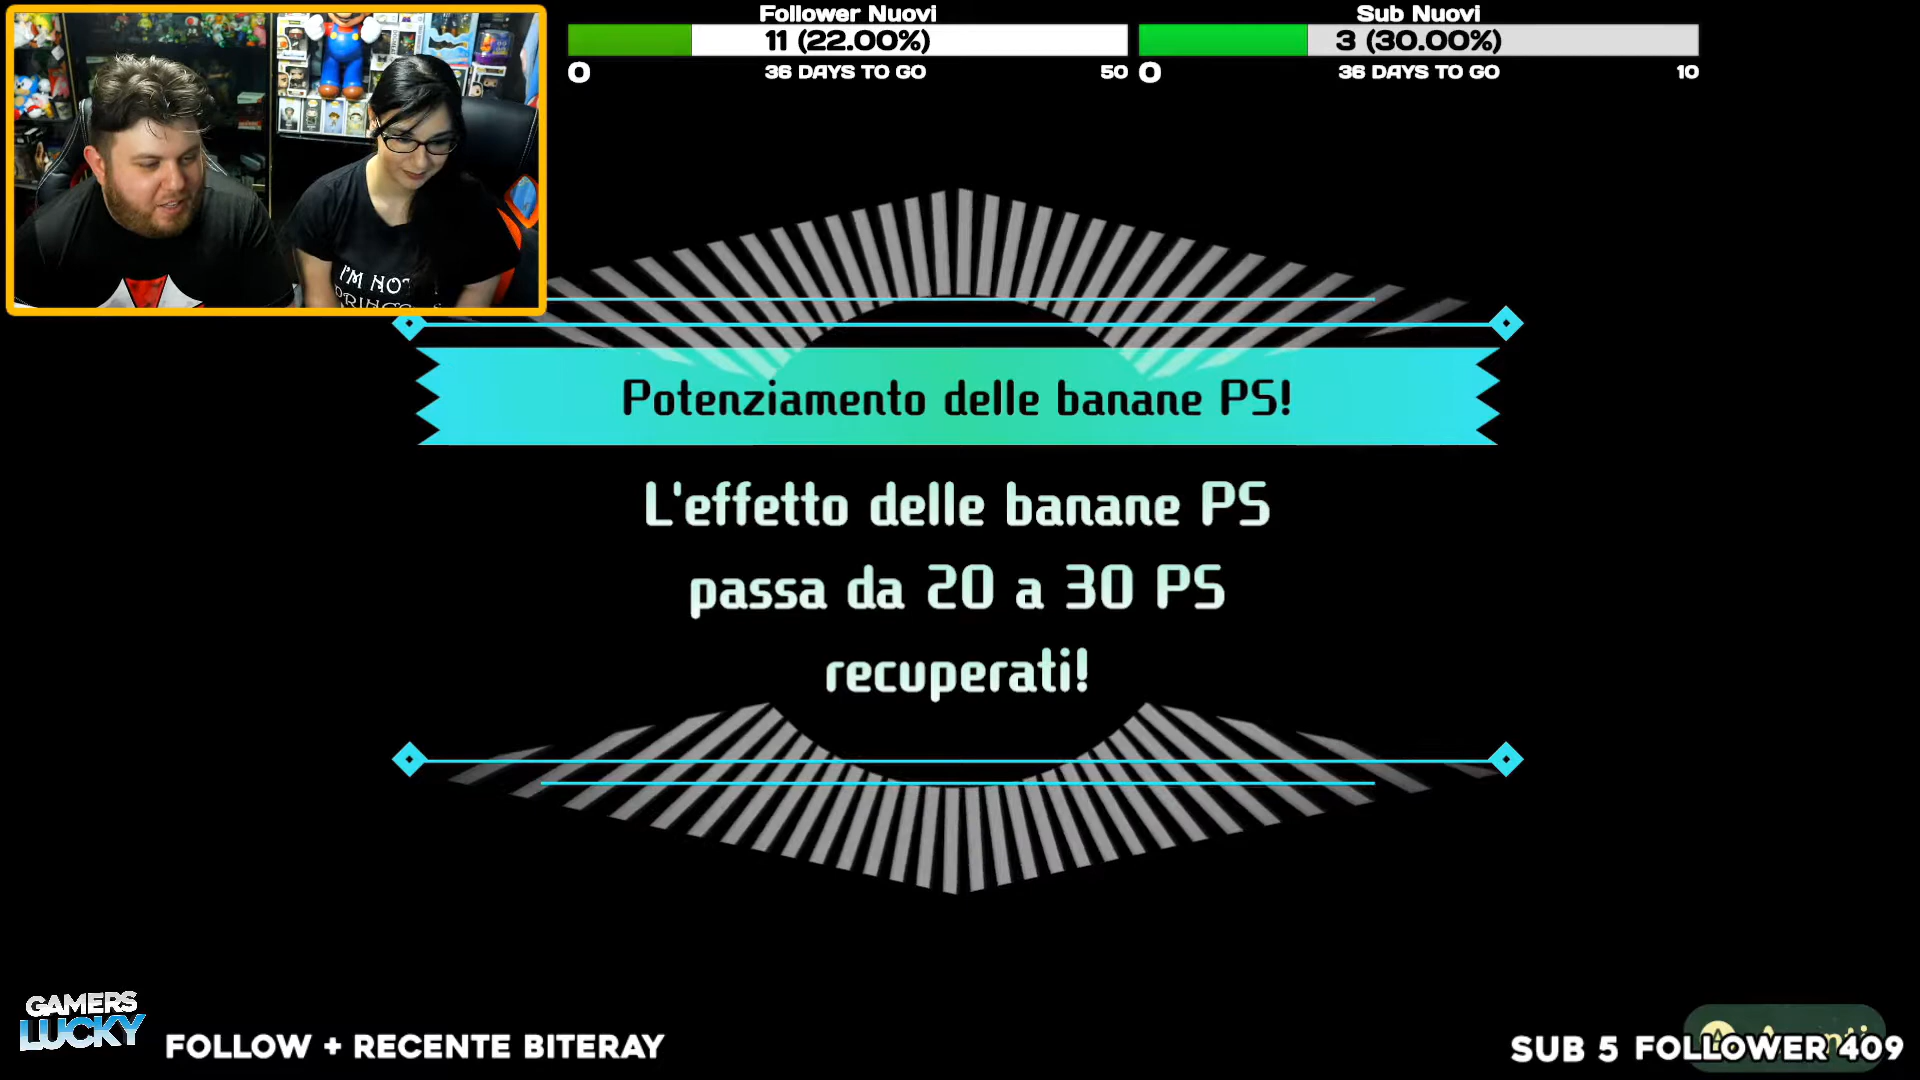 Follower Nuovi
11 (22.00%)
0
36 DAYS TO GO
50
Sub Nuovi
3 (30.00%)
0
36 DAYS TO GO
10
I'M NOT
Potenziamento delle banane PS!
L'effetto delle banane PS
passa da 20 a 30 PS
recuperati!
GAMERS
LUCKY
FOLLOW + RECENTE BITERAY
SUB 5 FOLLOWER 409